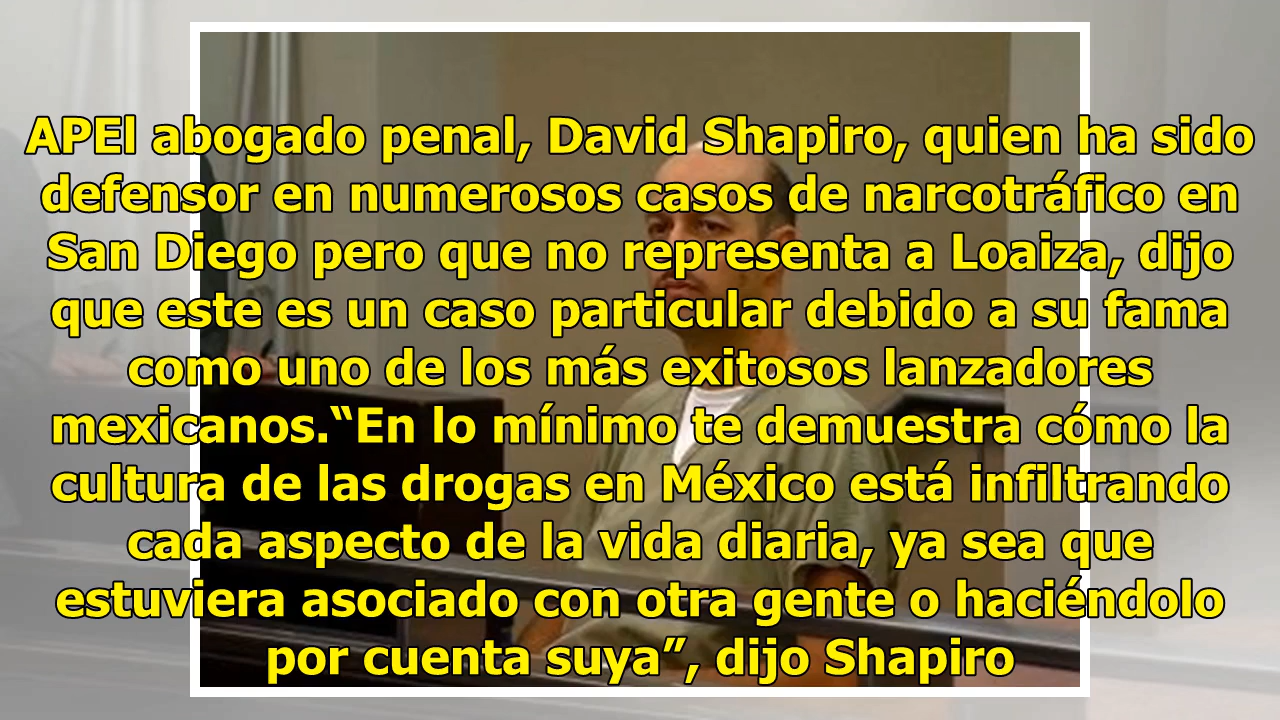 APEl abogado penal, David Shapiro, quien ha sido
defensor en numerosos casos de narcotráfico en
San Diego pero que no representa a Loaiza, dijo
que este es un caso particular debido a su fama
como uno de los más exitosos lanzadores
mexicanos.“En lo mínimo te demuestra cómo la
cultura de las drogas en México está infiltrando
cada aspecto de la vida diaria, ya sea que
estuviera asociado con otra gente o haciéndolo
por cuenta suya”, dijo Shapiro